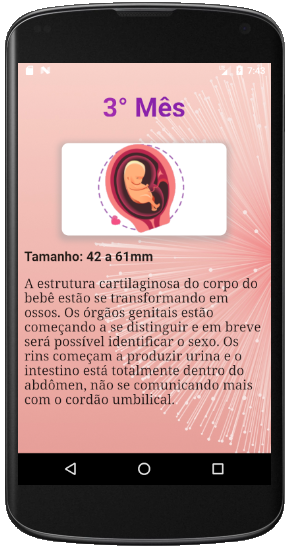 7:43
3° Mês
Tamanho: 42 a 61mm
A estrutura cartilaginosa do corpo do
bebê estão se transformando em
ossos. Os órgãos genitais estão
começando a se distinguir e em breve
será possível identificar o sexo. Os
rins começam a produzir urina e o
intestino está totalmente dentro do
abdômen, não se comunicando mais
com o cordão umbilical.